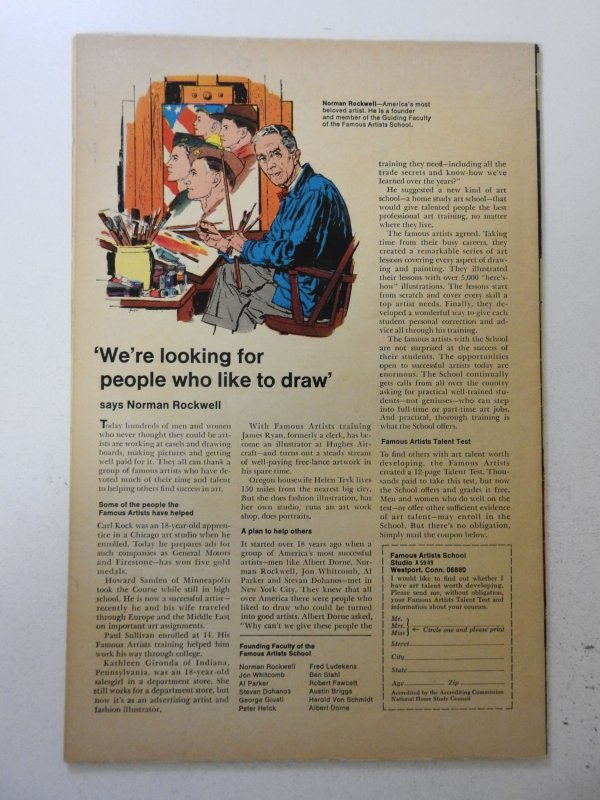 Norman Rockwell—America's most
beloved artist. He is a founder
and member of the Guiding Faculty
of the Famous Artists School.
'We're looking for
people who like to draw'
says Norman Rockwell
Today hundreds of men and women
who never thought they could be art-
ists are working at easels and drawing
boards, making pictures and getting
well paid for it. They all can thank a
group of famous artists who have de-
voted much of their time and talent
to helping others find success in art.
Some of the people the
Famous Artists have helped
Carl Kock was an 18-year-old appren-
tice in a Chicago art studio when he
enrolled. Today he prepares ads for
such companies as General Motors
and Firestone—has won five gold
medals.
Howard Sanden of Minneapolis
took the Course while still in high
school. He is now a successful artist—
recently he and his wife traveled
through Europe and the Middle East
on important art assignments.
Paul Sullivan enrolled at 14. His
Famous Artists training helped him
work his way through college.
Kathleen Gironda of Indiana,
Pennsylvania, was an 18-year-old
salesgirl in a department store. She
still works for a department store, but
now it's as an advertising artist and
fashion illustrator.
With Famous Artists training
James Ryan, formerly a clerk, has be-
come an illustrator at Hughes Air-
craft—and turns out a steady stream
of well-paying free-lance artwork in
his spare time.
Oregon housewife Helen Teyk lives
150 miles from the nearest big city.
But she does fashion illustration, has
her own studio, runs an art work
shop, does portraits.
A plan to help others
It started over 18 years ago when a
group of America's most successful
artists—men like Albert Dorne, Nor-
man Rockwell, Jon Whitcomb, Al
Parker and Stevan Dohanos—met in
New York City. They knew that all
over America there were people who
liked to draw who could be turned
into good artists. Albert Dorne asked,
"Why can't we give these people the
Founding Faculty of the
Famous Artists School
Norman Rockwell
Jon Whitcomb
Al Parker
Stevan Dohanos
George Giusti
Peter Helck
Fred Ludekens
Ben Stahl
Robert Fawcett
Austin Briggs
Harold Von Schmidt
Albert Dorne
training they need—including all the
trade secrets and know-how we've
learned over the years?"
He suggested a new kind of art
school—a home study art school—that
would give talented people the best
professional art training, no matter
where they live.
The famous artists agreed. Taking
time from their busy careers, they
created a remarkable series of art
lessons covering every aspect of draw-
ing and painting. They illustrated
their lessons with over 5,000 "here's-
how" illustrations. The lessons start
from scratch and cover every skill a
top artist needs. Finally, they de-
veloped a wonderful way to give each
student personal correction and ad-
vice all through his training.
The famous artists with the School
are not surprised at the success of
their students. The opportunities
open to successful artists today are
enormous. The School continually
gets calls from all over the country
asking for practical well-trained stu-
dents—not geniuses—who can step
into full-time or part-time art jobs.
And practical, thorough training is
what the School offers.
Famous Artists Talent Test
To find others with art talent worth
developing, the Famous Artists
created a 12-page Talent Test. Thou-
sands paid to take this test, but now
the School offers and grades it free.
Men and women who do well on the
test—or offer other sufficient evidence
of art talent—may enroll in the
School. But there's no obligation.
Simply mail the coupon below.
Famous Artists School
Studio A 5949
Westport, Conn. 06880
I would like to find out whether I
have art talent worth developing.
Please send me, without obligation,
your Famous Artists Talent Test and
information about your courses.
Mr.
Mrs. Circle one and please print
Miss
Street
City
State
Age Zip
Accredited by the Accrediting Commission
National Home Study Council